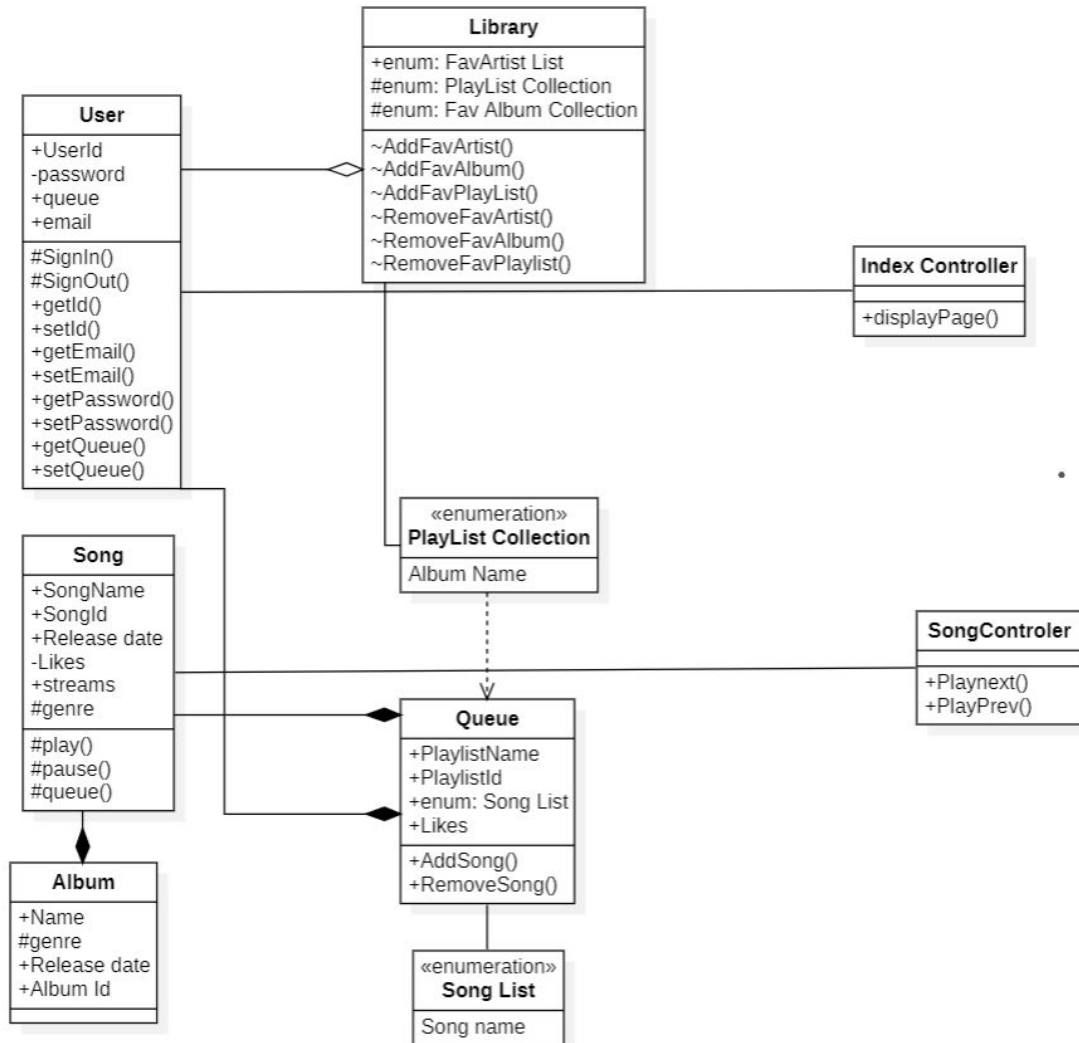 Library
+enum: FavArtist List
#enum: PlayList Collection
#enum: Fav Album Collection
~AddFavArtist()
~AddFavAlbum()
~AddFavPlayList()
~RemoveFavArtist()
~RemoveFavAlbum()
~RemoveFavPlaylist()
User
+UserId
-password
+queue
+email
#SignIn()
#SignOut()
+getId()
+setId()
+getEmail()
+setEmail()
+getPassword()
+setPassword()
+getQueue()
+setQueue()
Index Controller
+displayPage()
«enumeration»
PlayList Collection
Album Name
Song
+SongName
+SongId
+Release date
-Likes
+streams
#genre
#play()
#pause()
#queue()
SongControler
+Playnext()
+PlayPrev()
Queue
+PlaylistName
+PlaylistId
+enum: Song List
+Likes
+AddSong()
+RemoveSong()
Album
+Name
#genre
+Release date
+Album Id
«enumeration»
Song List
Song name